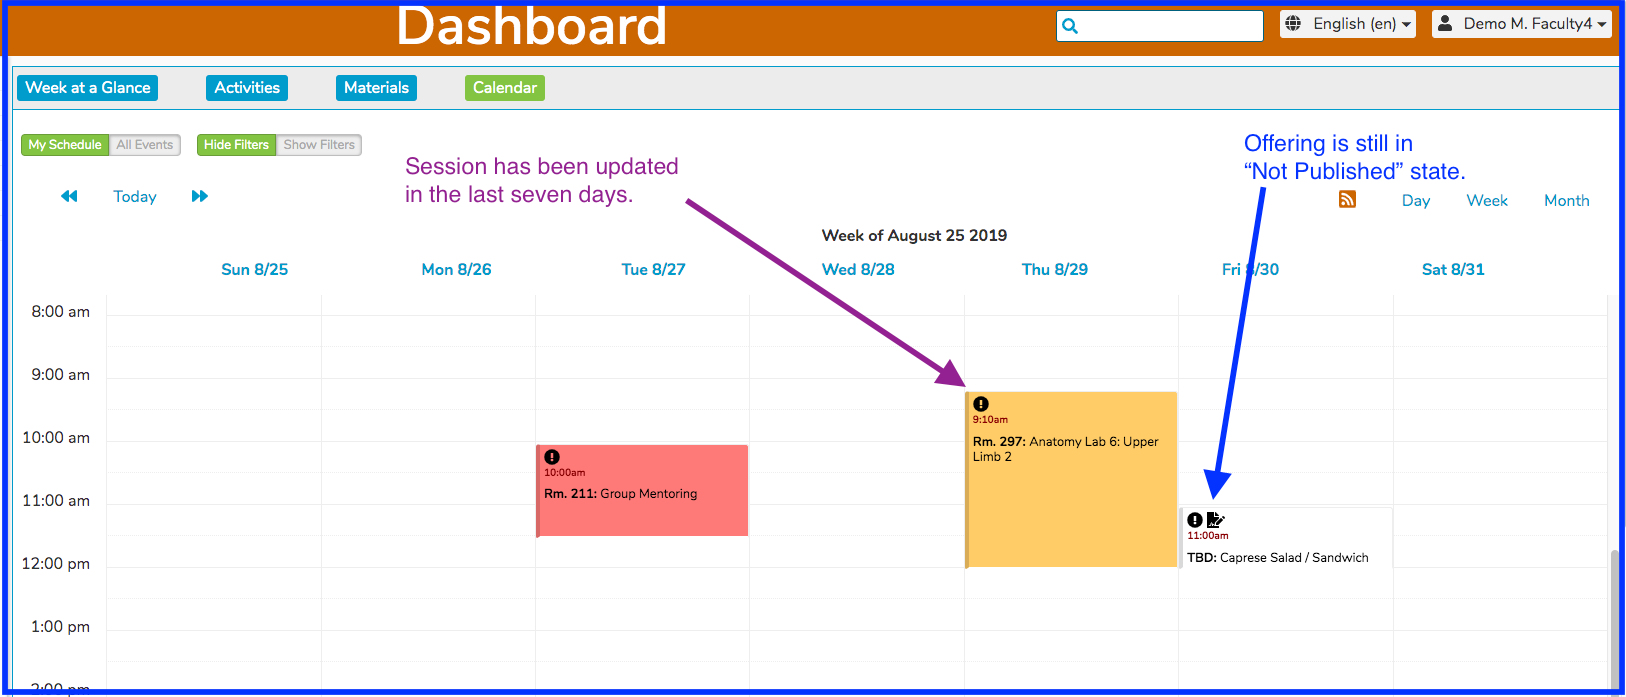 Dashboard
English (en)
Demo M. Faculty4
Week at a Glance
Activities
Materials
Calendar
My Schedule
All Events
Hide Filters
Show Filters
Session has been updated
in the last seven days.
Offering is still in
“Not Published” state.
Today
Day
Week
Month
Week of August 25 2019
Sun 8/25
Mon 8/26
Tue 8/27
Wed 8/28
Thu 8/29
Fri 8/30
Sat 8/31
8:00 am
9:00 am
9:10am
Rm. 297: Anatomy Lab 6: Upper
Limb 2
10:00 am
10:00am
Rm. 211: Group Mentoring
11:00 am
11:00am
TBD: Caprese Salad / Sandwich
12:00 pm
1:00 pm
2:00 pm